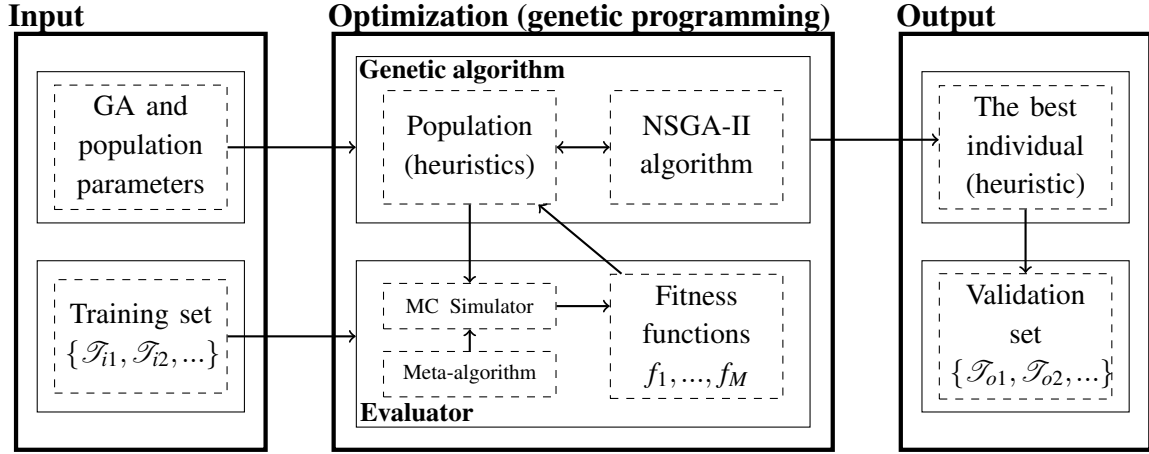 Input
GA and
population
parameters
Training set
{𝒯i1, 𝒯i2, ...}
Optimization (genetic programming)
Genetic algorithm
Population
(heuristics)
NSGA-II
algorithm
MC Simulator
Meta-algorithm
Fitness
functions
f1, ..., fM
Evaluator
Output
The best
individual
(heuristic)
Validation
set
{𝒯o1, 𝒯o2, ...}